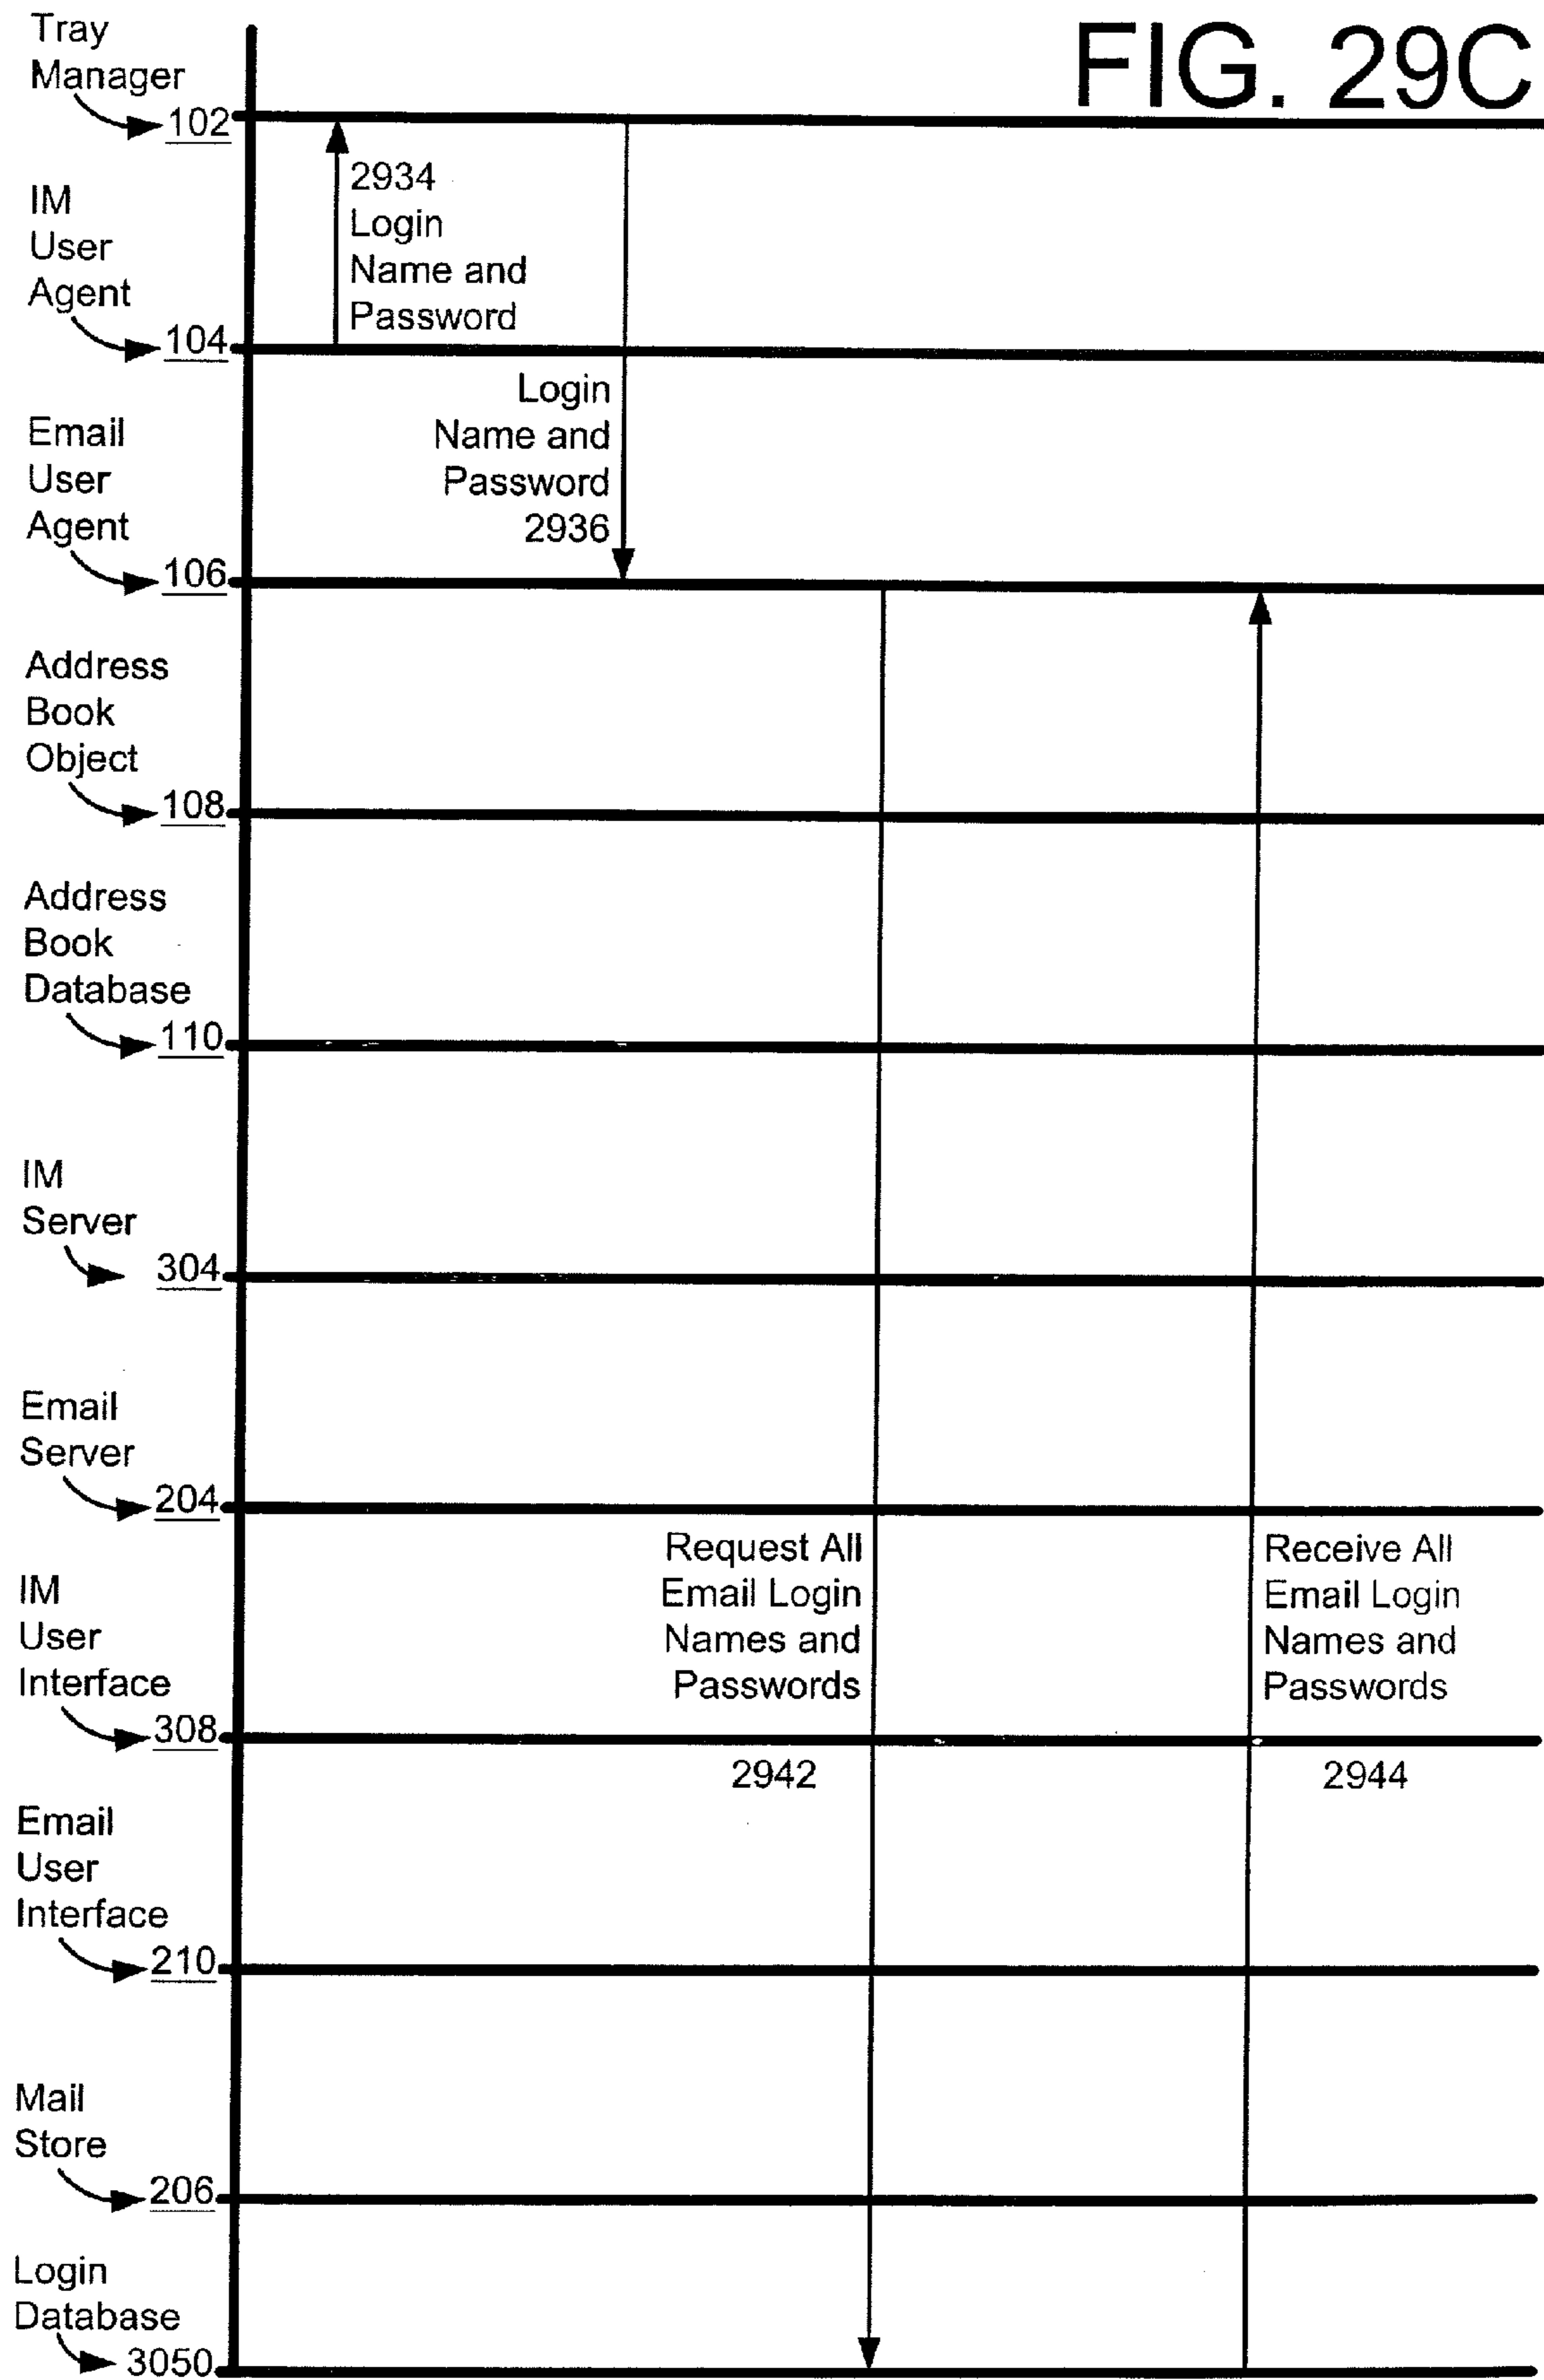 FIG. 29C
Tray
Manager
102
2934
Login
Name and
Password
IM
User
Agent
104
Login
Name and
Password
2936
Email
User
Agent
106
Address
Book
Object
108
Address
Book
Database
110
IM
Server
304
Email
Server
204
Request All
Email Login
Names and
Passwords
2942
Receive All
Email Login
Names and
Passwords
2944
IM
User
Interface
308
Email
User
Interface
210
Mail
Store
206
Login
Database
3050